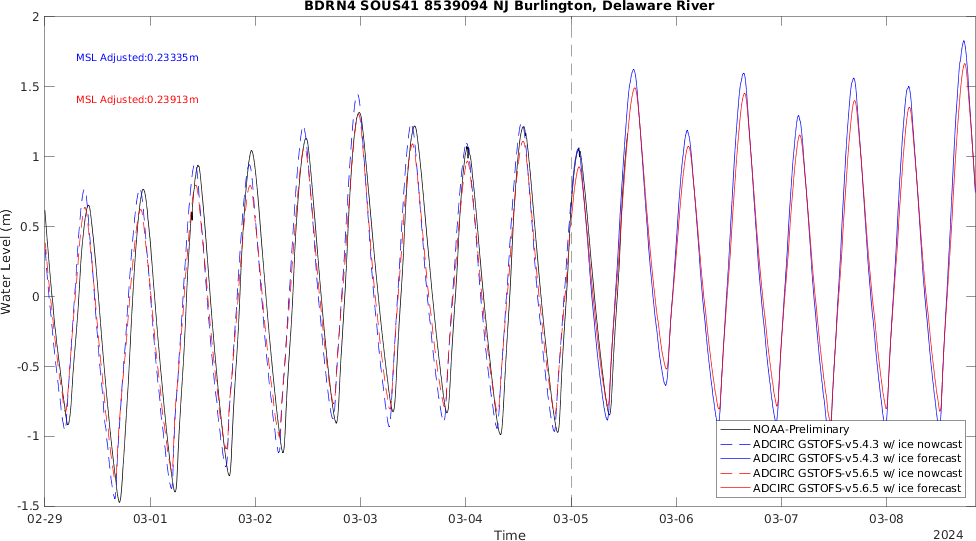 BDRN4 SOUS41 8539094 NJ Burlington, Delaware River
MSL Adjusted:0.23335m
MSL Adjusted:0.23913m
Water Level (m)
2
1.5
1
0.5
0
-0.5
-1
-1.5
NOAA-Preliminary
ADCIRC GSTOFS-v5.4.3 w/ ice nowcast
ADCIRC GSTOFS-v5.4.3 w/ ice forecast
ADCIRC GSTOFS-v5.6.5 w/ ice nowcast
ADCIRC GSTOFS-v5.6.5 w/ ice forecast
02-29 03-01 03-02 03-03 03-04 03-05 03-06 03-07 03-08
Time
2024